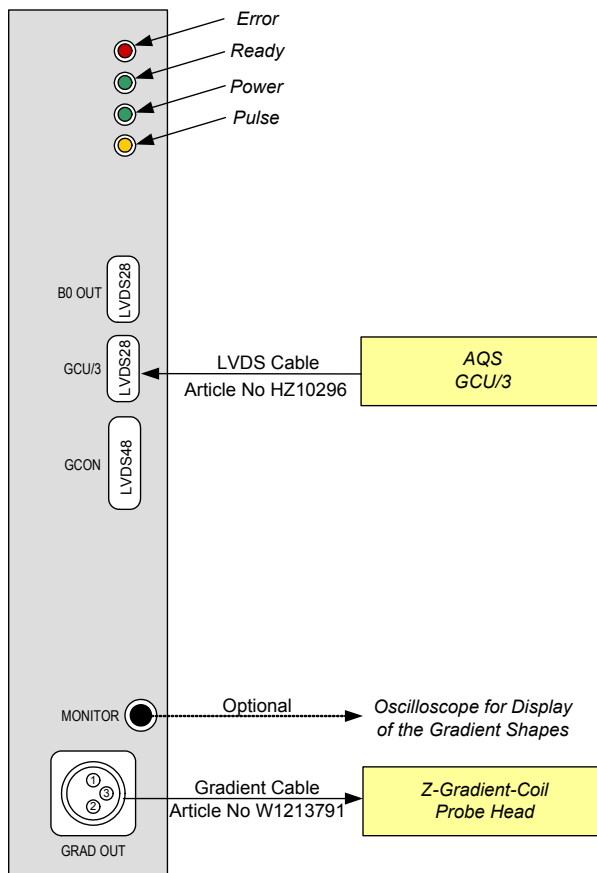 Error
Ready
Power
Pulse
B0 OUT
LVDS28
GCU/3
LVDS28
LVDS Cable
Article No HZ10296
AQS
GCU/3
GCON
LVDS48
MONITOR
Optional
Oscilloscope for Display
of the Gradient Shapes
1
3
2
Gradient Cable
Article No W1213791
Z-Gradient-Coil
Probe Head
GRAD OUT